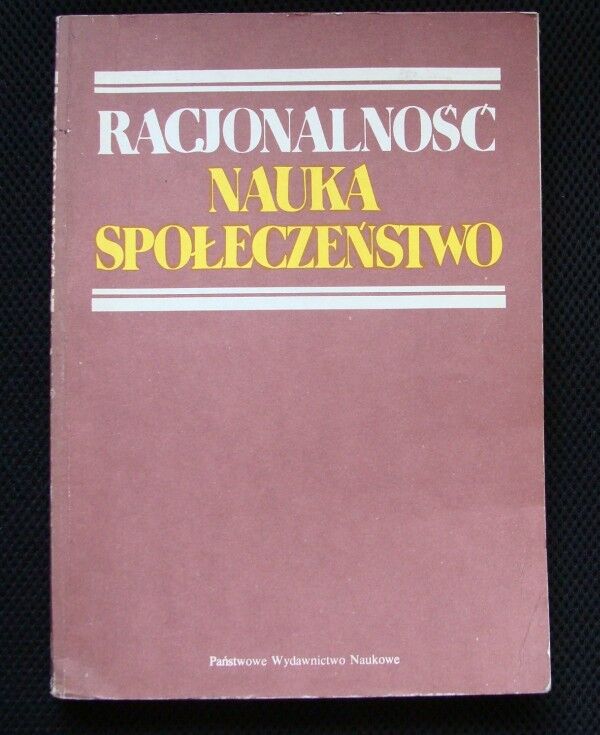 RACJONALNOŚĆ
NAUKA
SPOŁECZEŃSTWO
Państwowe Wydawnictwo Naukowe